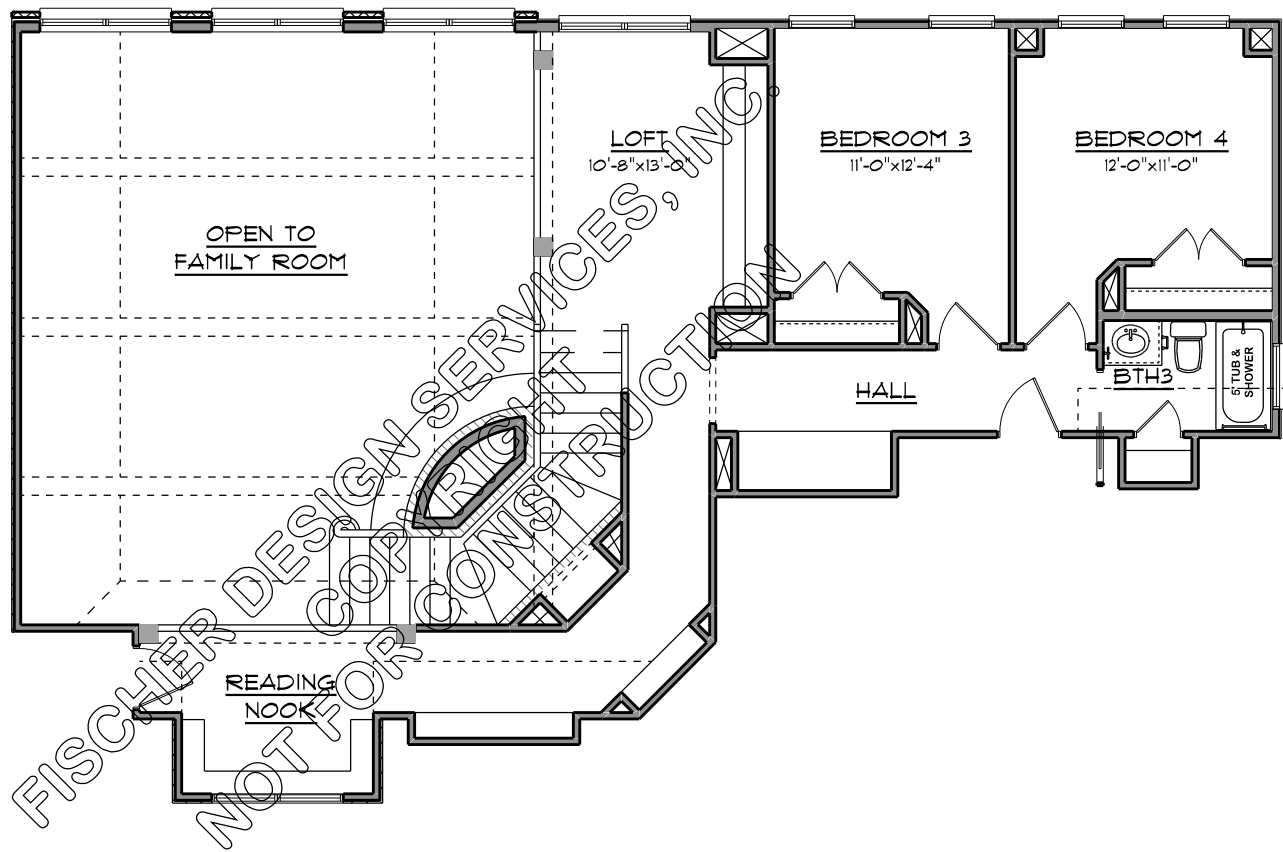 LOFT
10'-8"x13'-0"
BEDROOM 3
11'-0"x12'-4"
BEDROOM 4
12'-0"x11'-0"
OPEN TO
FAMILY ROOM
HALL
BTH3
5' TUB &
SHOWER
READING
NOOK
FISCHER DESIGN SERVICES, INC.
COPYRIGHT
NOT FOR CONSTRUCTION